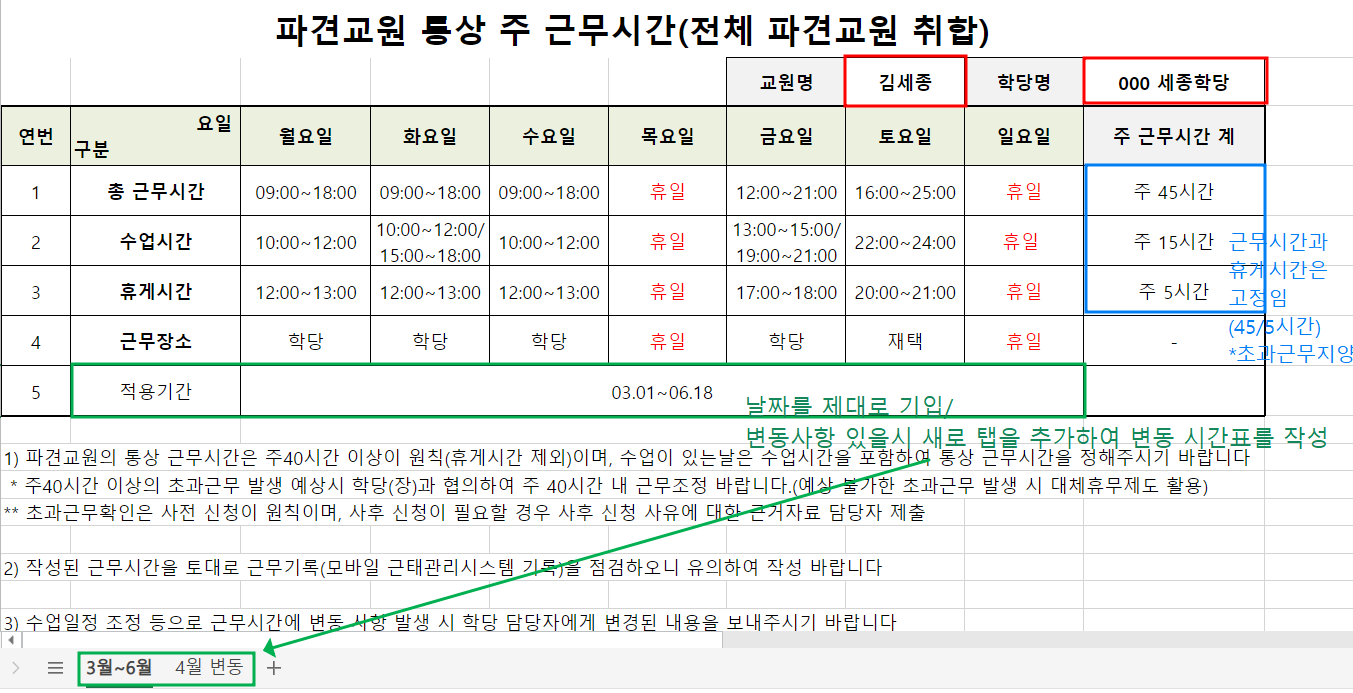 파견교원 통상 주 근무시간(전체 파견교원 취합)
교원명 김세종 학당명 000 세종학당
연번 요일 구분 월요일 화요일 수요일 목요일 금요일 토요일 일요일 주 근무시간 계
1 총 근무시간 09:00~18:00 09:00~18:00 09:00~18:00 휴일 12:00~21:00 16:00~25:00 휴일 주 45시간
2 수업시간 10:00~12:00 10:00~12:00/ 15:00~18:00 10:00~12:00 휴일 13:00~15:00/ 19:00~21:00 22:00~24:00 휴일 주 15시간
3 휴게시간 12:00~13:00 12:00~13:00 12:00~13:00 휴일 17:00~18:00 20:00~21:00 휴일 주 5시간
4 근무장소 학당 학당 학당 휴일 학당 재택 휴일 -
5 적용기간 03.01~06.18
근무시간과
휴게시간은
고정임
(45/5시간)
*초과근무지양
날짜를 제대로 기입/
변동사항 있을시 새로 탭을 추가하여 변동 시간표를 작성
1) 파견교원의 통상 근무시간은 주40시간 이상이 원칙(휴게시간 제외)이며, 수업이 있는날은 수업시간을 포함하여 통상 근무시간을 정해주시기 바랍니다
* 주40시간 이상의 초과근무 발생 예상시 학당(장)과 협의하여 주 40시간 내 근무조정 바랍니다.(예상 불가한 초과근무 발생 시 대체휴무제도 활용)
** 초과근무확인은 사전 신청이 원칙이며, 사후 신청이 필요할 경우 사후 신청 사유에 대한 근거자료 담당자 제출
2) 작성된 근무시간을 토대로 근무기록(모바일 근태관리시스템 기록)을 점검하오니 유의하여 작성 바랍니다
3) 수업일정 조정 등으로 근무시간에 변동 사항 발생 시 학당 담당자에게 변경된 내용을 보내주시기 바랍니다
3월~6월 4월 변동